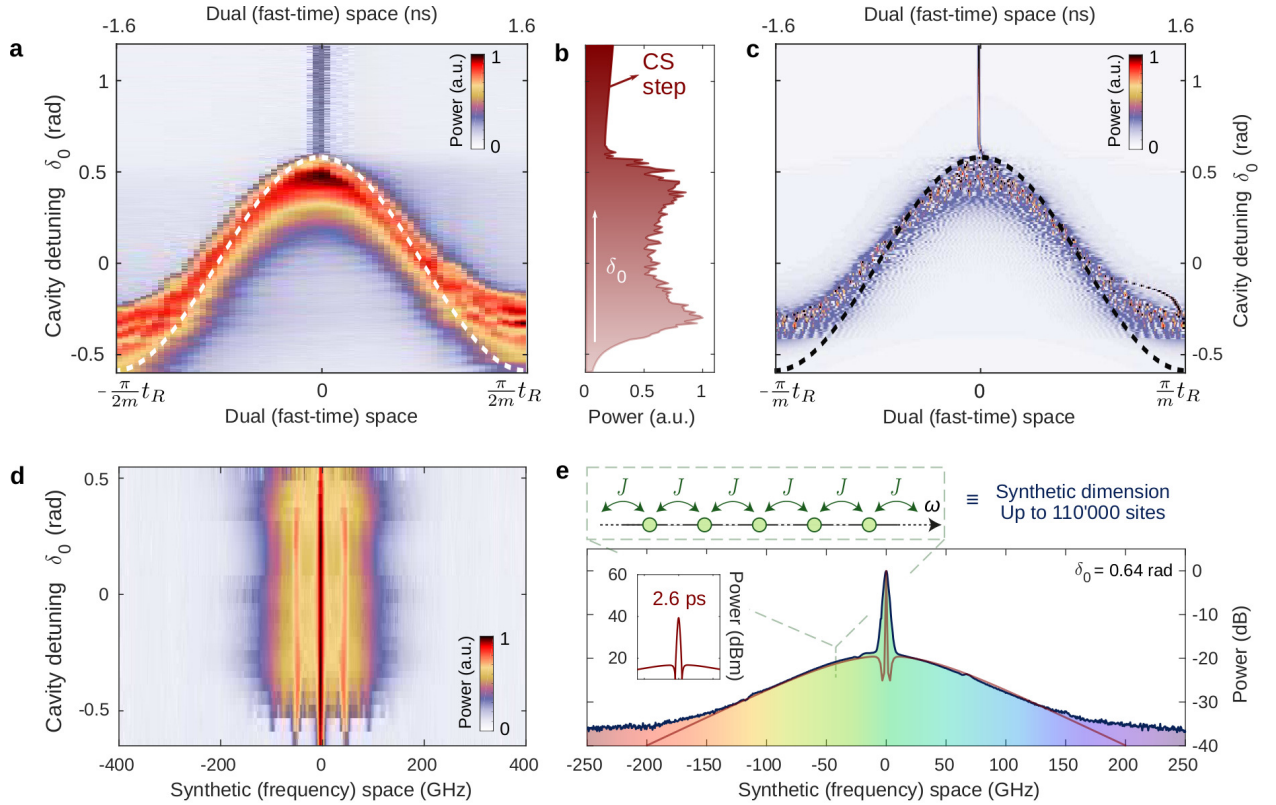 a
Dual (fast-time) space (ns)
-1.6
1.6
Power (a.u.)
1
0
Cavity detuning δ0 (rad)
1
0.5
0
-0.5
-π/2m tR
0
π/2m tR
Dual (fast-time) space
b
CS
step
δ0
0
0.5
1
Power (a.u.)
c
Dual (fast-time) space (ns)
-1.6
1.6
Power (a.u.)
1
0
1
0.5
0
-0.5
Cavity detuning δ0 (rad)
-π/m tR
0
π/m tR
Dual (fast-time) space
d
Cavity detuning δ0 (rad)
0.5
0
-0.5
Power (a.u.)
1
0
-400
-200
0
200
400
Synthetic (frequency) space (GHz)
e
J J J J J J
ω
≡ Synthetic dimension
Up to 110'000 sites
δ0 = 0.64 rad
60
40
20
2.6 ps
Power (dBm)
0
-10
-20
-30
-40
Power (dB)
-250 -200 -150 -100 -50 0 50 100 150 200 250
Synthetic (frequency) space (GHz)